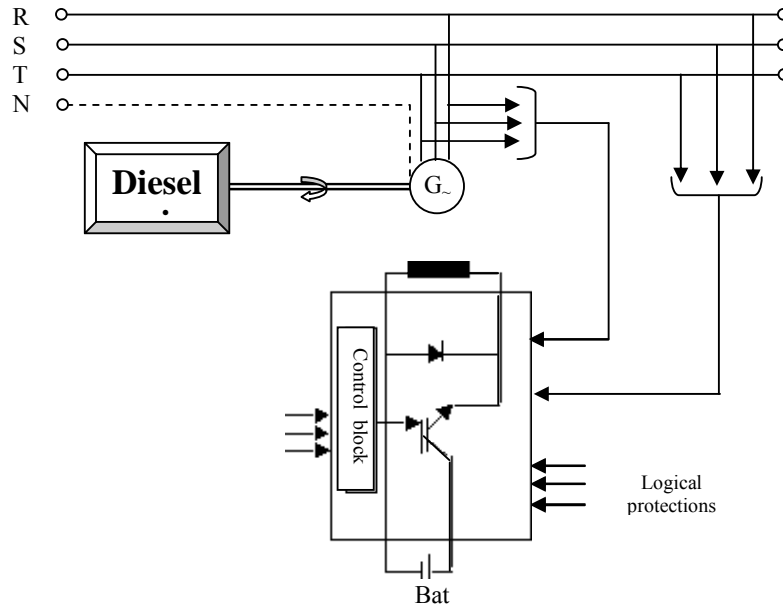 R
S
T
N
Diesel
.
G~
Control block
Logical
protections
Bat